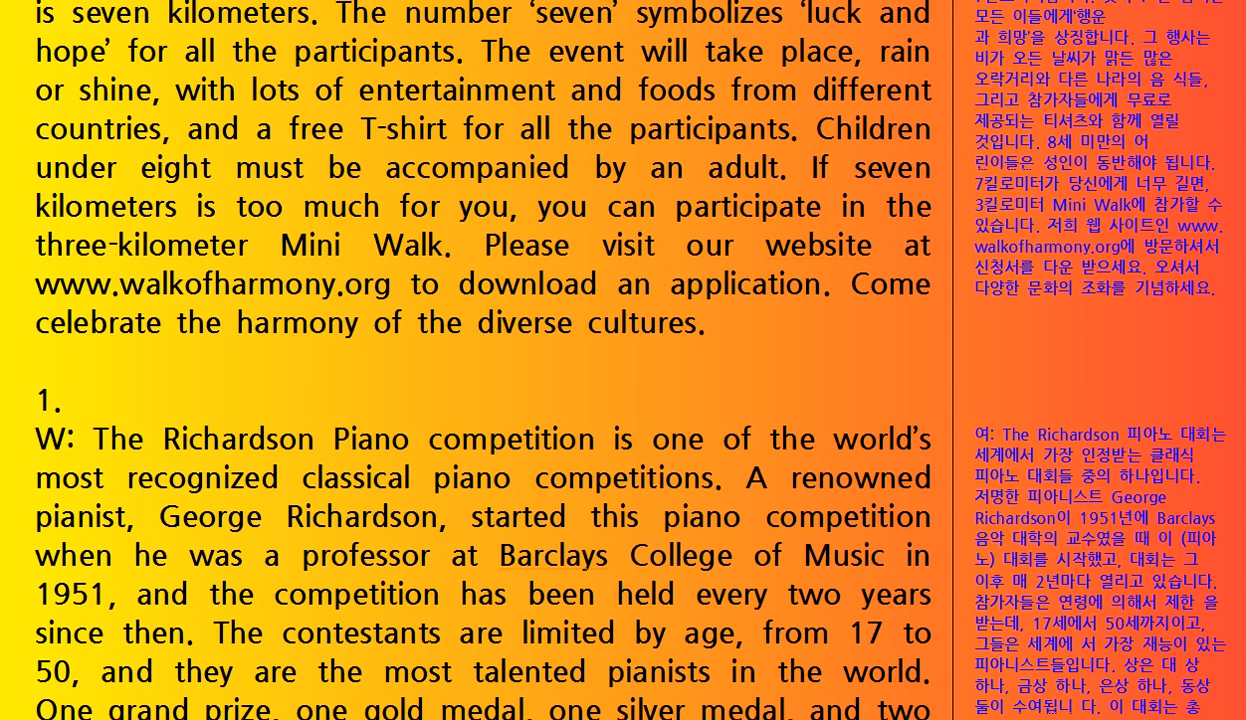 is seven kilometers. The number ‘seven’ symbolizes ‘luck and
hope’ for all the participants. The event will take place, rain
or shine, with lots of entertainment and foods from different
countries, and a free T-shirt for all the participants. Children
under eight must be accompanied by an adult. If seven
kilometers is too much for you, you can participate in the
three-kilometer Mini Walk. Please visit our website at
www.walkofharmony.org to download an application. Come
celebrate the harmony of the diverse cultures.
1.
W: The Richardson Piano competition is one of the world’s
most recognized classical piano competitions. A renowned
pianist, George Richardson, started this piano competition
when he was a professor at Barclays College of Music in
1951, and the competition has been held every two years
since then. The contestants are limited by age, from 17 to
50, and they are the most talented pianists in the world.
One grand prize, one gold medal, one silver medal, and two
모든 이들에게‘행운
과 희망’을 상징합니다. 그 행사는
비가 오든 날씨가 맑든 많은
오락거리와 다른 나라의 음 식들,
그리고 참가자들에게 무료로
제공되는 티셔츠와 함께 열릴
것입니다. 8세 미만의 어
린이들은 성인이 동반해야 됩니다.
7킬로미터가 당신에게 너무 길면,
3킬로미터 Mini Walk에 참가할 수
있습니다. 저희 웹 사이트인 www.
walkofharmony.org에 방문하셔서
신청서를 다운 받으세요. 오셔서
다양한 문화의 조화를 기념하세요.
여: The Richardson 피아노 대회는
세계에서 가장 인정받는 클래식
피아노 대회들 중의 하나입니다.
저명한 피아니스트 George
Richardson이 1951년에 Barclays
음악 대학의 교수였을 때 이 (피아
노) 대회를 시작했고, 대회는 그
이후 매 2년마다 열리고 있습니다.
참가자들은 연령에 의해서 제한 을
받는데, 17세에서 50세까지이고,
그들은 세계에 서 가장 재능이 있는
피아니스트들입니다. 상은 대 상
하나, 금상 하나, 은상 하나, 동상
둘이 수여됩니 다. 이 대회는 총